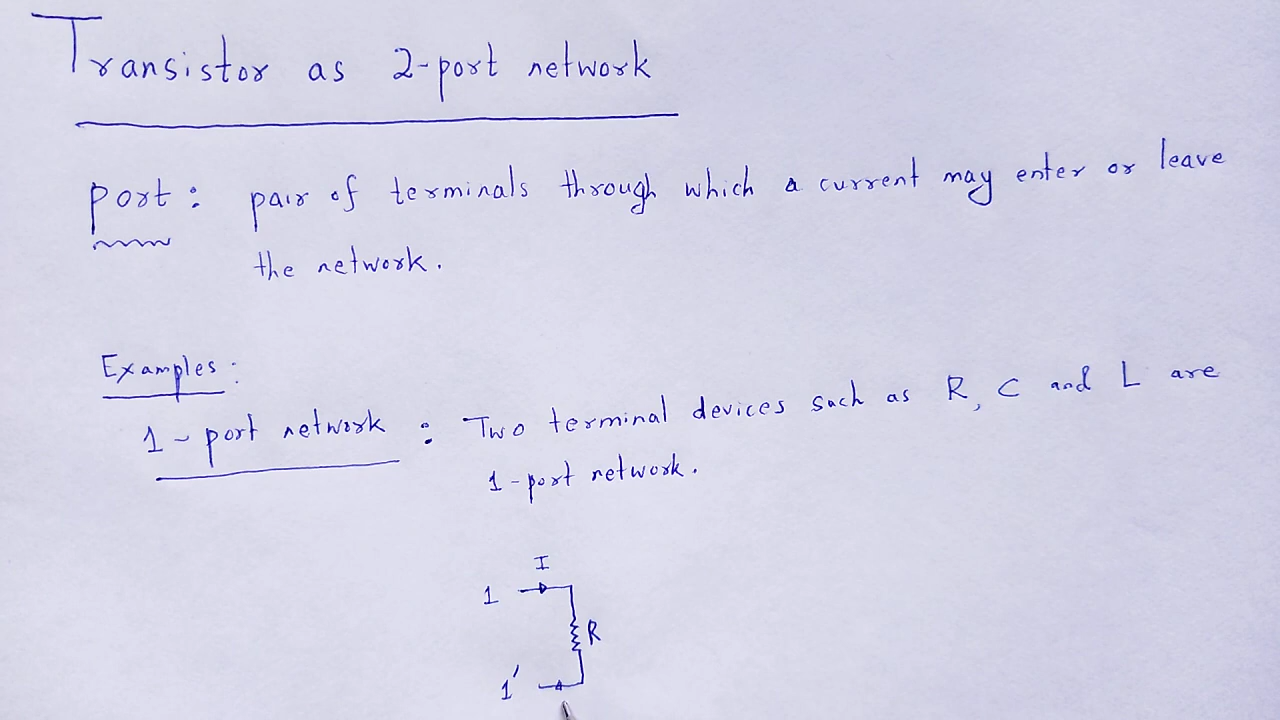 Transistor as 2-port network
port : pair of terminals through which a current may enter or leave
the network.
Examples :
1-port network : Two terminal devices such as R, C and L are
1-port network.
I
1
R
1'